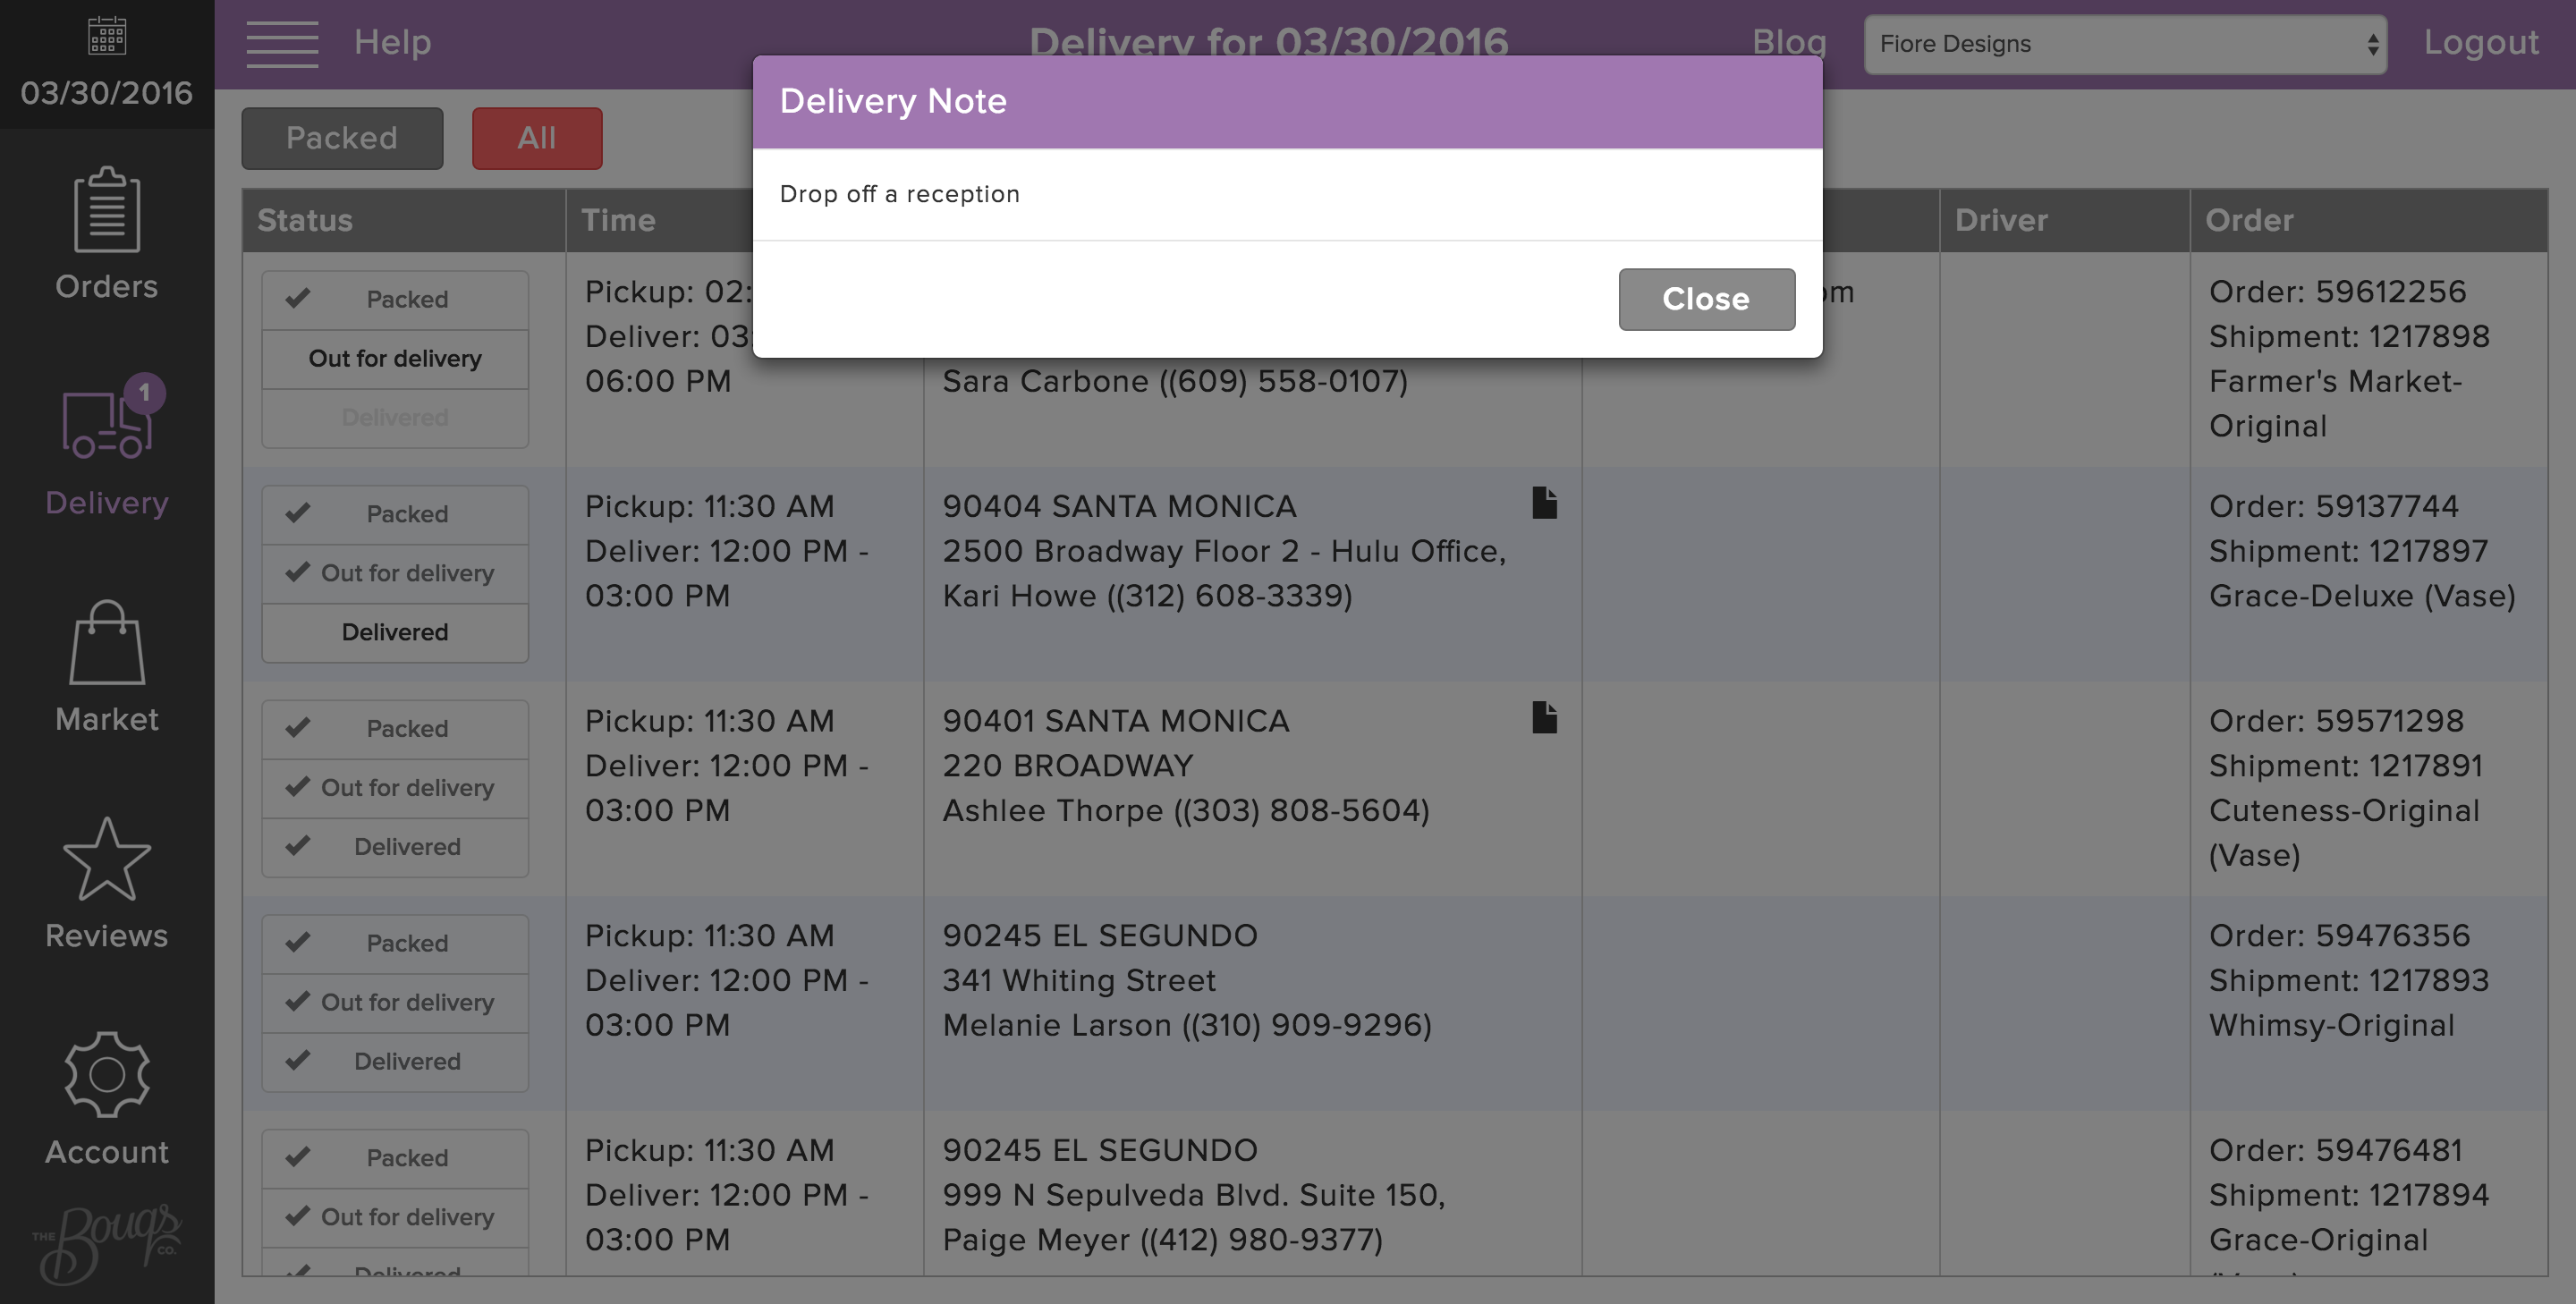 03/30/2016
Help
Delivery for 03/30/2016
Blog
Fiore Designs
Logout
Orders
1
Delivery
Market
Reviews
Account
THE Bouqs CO.
Packed
All
Delivery Note
Drop off a reception
Close
Status
Time
Driver
Order
Packed
Out for delivery
Delivered
Pickup: 02:
Deliver: 03:
06:00 PM
Sara Carbone ((609) 558-0107)
Order: 59612256
Shipment: 1217898
Farmer's Market-
Original
Packed
Out for delivery
Delivered
Pickup: 11:30 AM
Deliver: 12:00 PM -
03:00 PM
90404 SANTA MONICA
2500 Broadway Floor 2 - Hulu Office,
Kari Howe ((312) 608-3339)
Order: 59137744
Shipment: 1217897
Grace-Deluxe (Vase)
Packed
Out for delivery
Delivered
Pickup: 11:30 AM
Deliver: 12:00 PM -
03:00 PM
90401 SANTA MONICA
220 BROADWAY
Ashlee Thorpe ((303) 808-5604)
Order: 59571298
Shipment: 1217891
Cuteness-Original
(Vase)
Packed
Out for delivery
Delivered
Pickup: 11:30 AM
Deliver: 12:00 PM -
03:00 PM
90245 EL SEGUNDO
341 Whiting Street
Melanie Larson ((310) 909-9296)
Order: 59476356
Shipment: 1217893
Whimsy-Original
Packed
Out for delivery
Delivered
Pickup: 11:30 AM
Deliver: 12:00 PM -
03:00 PM
90245 EL SEGUNDO
999 N Sepulveda Blvd. Suite 150,
Paige Meyer ((412) 980-9377)
Order: 59476481
Shipment: 1217894
Grace-Original